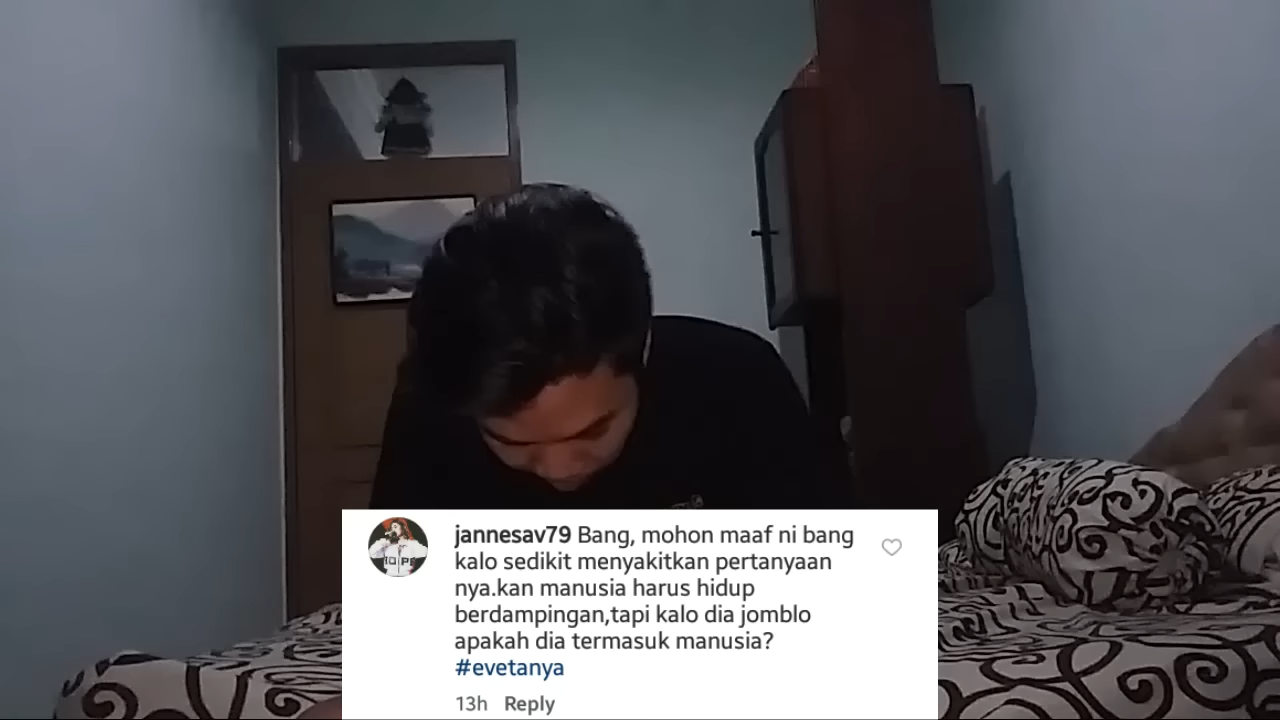 jannesav79 Bang, mohon maaf ni bang
kalo sedikit menyakitkan pertanyaan
nya.kan manusia harus hidup
berdampingan,tapi kalo dia jomblo
apakah dia termasuk manusia?
#evetanya
13h Reply